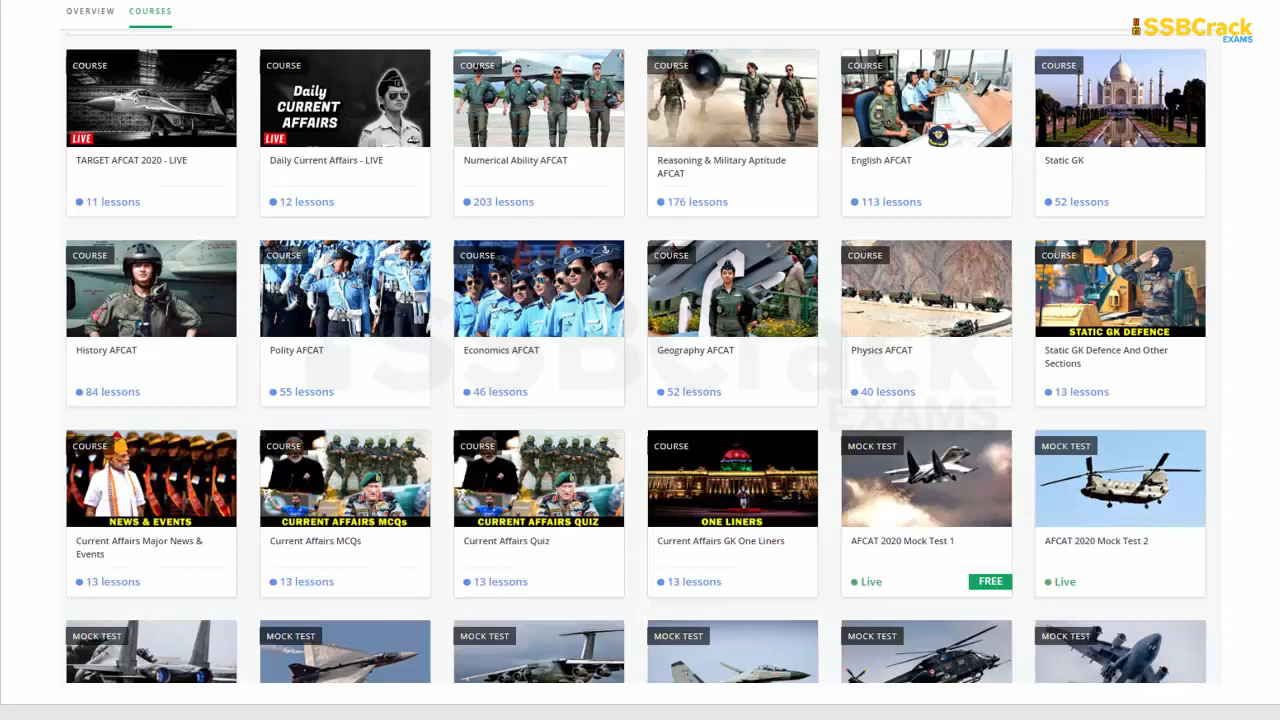 OVERVIEW COURSES
SSBCrack
EXAMS
COURSE COURSE COURSE COURSE COURSE COURSE
Daily
CURRENT
AFFAIRS
LIVE LIVE
TARGET AFCAT 2020 - LIVE Daily Current Affairs - LIVE Numerical Ability AFCAT Reasoning & Military Aptitude English AFCAT Static GK
AFCAT
11 lessons 12 lessons 203 lessons 176 lessons 113 lessons 52 lessons
COURSE COURSE COURSE COURSE COURSE COURSE
STATIC GK DEFENCE
History AFCAT Polity AFCAT Economics AFCAT Geography AFCAT Physics AFCAT Static GK Defence And Other
Sections
84 lessons 55 lessons 46 lessons 52 lessons 40 lessons 13 lessons
SSBCrack
EXAMS
COURSE COURSE COURSE COURSE MOCK TEST MOCK TEST
NEWS & EVENTS CURRENT AFFAIRS MCQs CURRENT AFFAIRS QUIZ ONE LINERS
Current Affairs Major News & Current Affairs MCQs Current Affairs Quiz Current Affairs GK One Liners AFCAT 2020 Mock Test 1 AFCAT 2020 Mock Test 2
Events
13 lessons 13 lessons 13 lessons 13 lessons Live FREE Live
MOCK TEST MOCK TEST MOCK TEST MOCK TEST MOCK TEST MOCK TEST